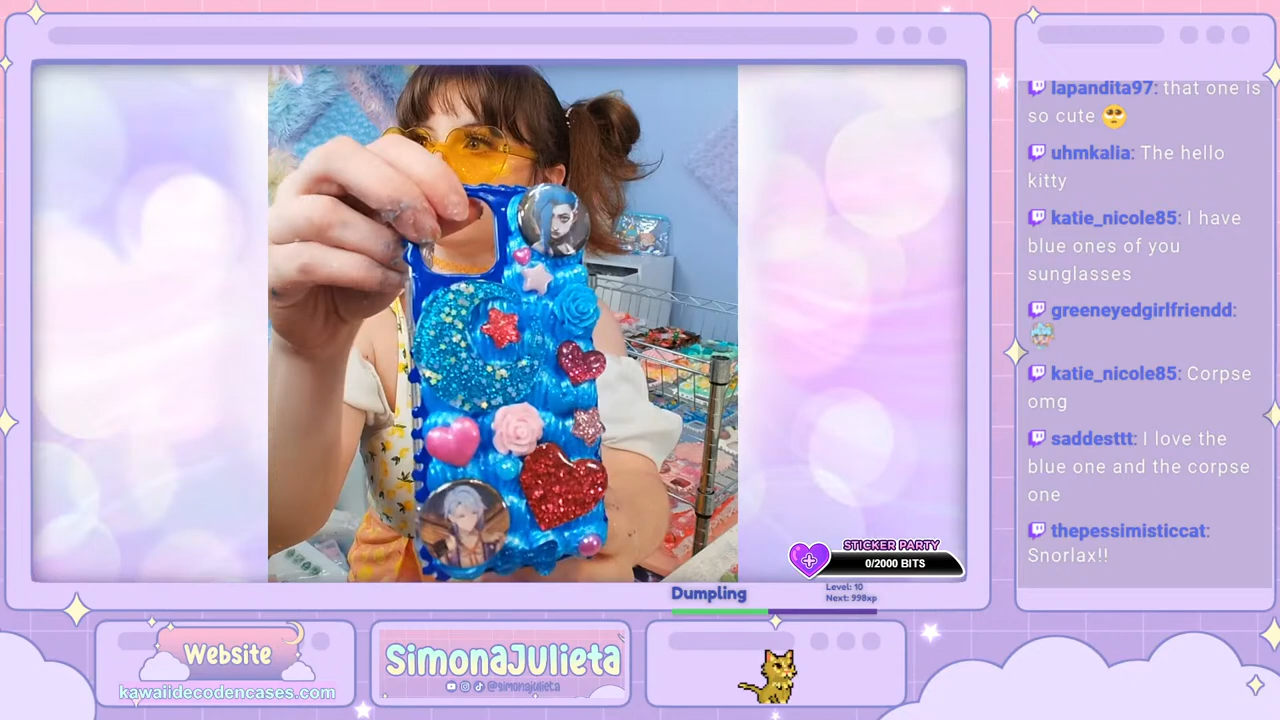 lapandita97: that one is
so cute 🥺
uhmkalia: The hello
kitty
katie_nicole85: I have
blue ones of you
sunglasses
greeneyedgirlfriendd:
katie_nicole85: Corpse
omg
saddesttt: I love the
blue one and the corpse
one
thepessimisticcat:
Snorlax!!
STICKER PARTY
0/2000 BITS
Dumpling
Level: 10
Next: 998xp
Website
kawaiidecodencases.com
SimonaJulieta
@simonajulieta